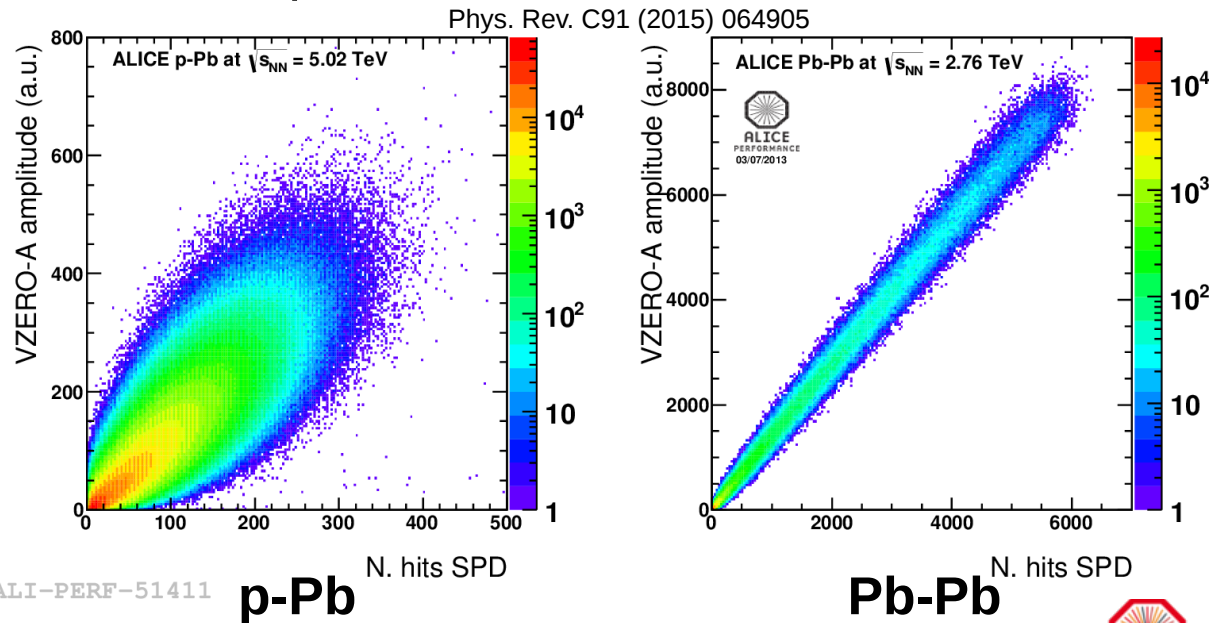 Phys. Rev. C91 (2015) 064905
ALICE p-Pb at √sNN = 5.02 TeV
VZERO-A amplitude (a.u.)
800
600
400
200
0
0 100 200 300 400 500
N. hits SPD
10⁴
10³
10²
10
1
ALICE Pb-Pb at √sNN = 2.76 TeV
ALICE
PERFORMANCE
03/07/2013
VZERO-A amplitude (a.u.)
8000
6000
4000
2000
0
0 2000 4000 6000
N. hits SPD
10⁴
10³
10²
10
1
ALI-PERF-51411
p-Pb
Pb-Pb